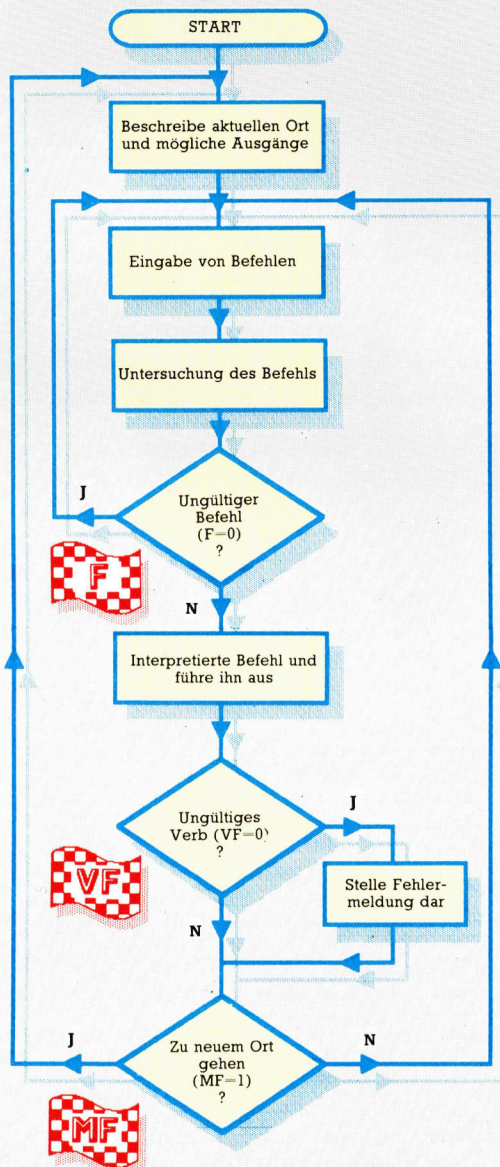 START
Beschreibe aktuellen Ort
und mögliche Ausgänge
Eingabe von Befehlen
Untersuchung des Befehls
J
Ungültiger
Befehl
(F=0)
?
F
N
Interpretierte Befehl und
führe ihn aus
J
Ungültiges
Verb (VF=0)
?
VF
Stelle Fehler-
meldung dar
N
J
Zu neuem Ort
gehen
(MF=1)
?
N
MF